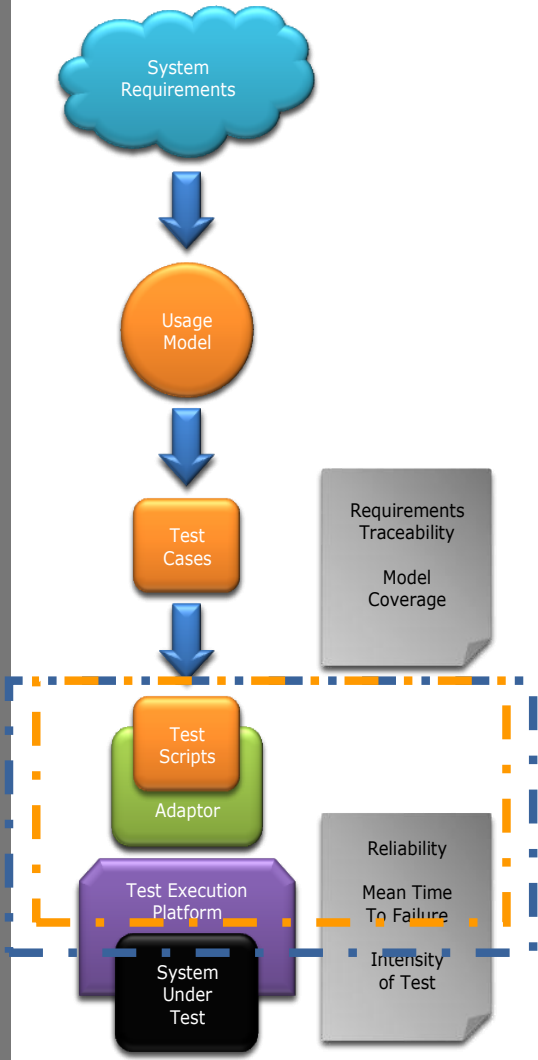 System
Requirements
Usage
Model
Test
Cases
Requirements
Traceability
Model
Coverage
Test
Scripts
Adaptor
Test Execution
Platform
System
Under
Test
Reliability
Mean Time
To Failure
Intensity
of Test